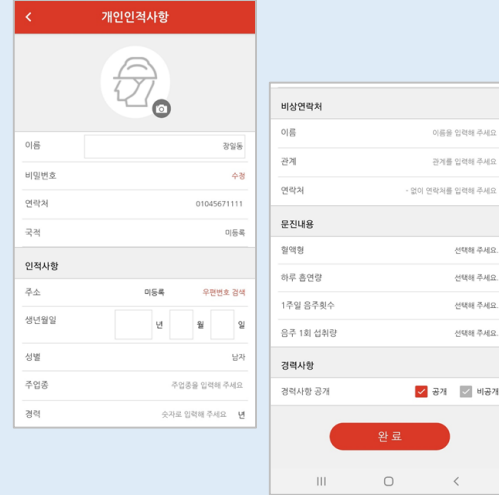 개인인적사항
이름 장일동
비밀번호 수정
연락처 01045671111
국적 미등록
인적사항
주소 미등록 우편번호 검색
생년월일 년 월 일
성별 남자
주업종 주업종을 입력해 주세요
경력 숫자로 입력해 주세요 년
비상연락처
이름 이름을 입력해 주세요
관계 관계를 입력해 주세요
연락처 - 없이 연락처를 입력해 주세요
문진내용
혈액형 선택해 주세요.
하루 흡연량 선택해 주세요.
1주일 음주횟수 선택해 주세요.
음주 1회 섭취량 선택해 주세요.
경력사항
경력사항 공개 공개 비공개
완 료